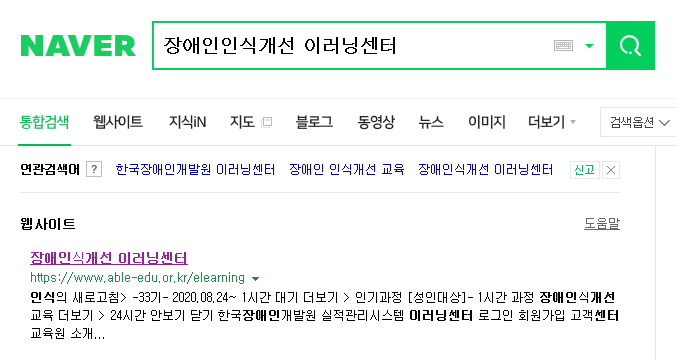 NAVER 장애인인식개선 이러닝센터
통합검색 웹사이트 지식iN 지도 블로그 동영상 뉴스 이미지 더보기 검색옵션
연관검색어 ? 한국장애인개발원 이러닝센터 장애인 인식개선 교육 장애인식개선 이러닝센터 신고
웹사이트 도움말
장애인식개선 이러닝센터
https://www.able-edu.or.kr/elearning
인식의 새로고침> -33기- 2020.08.24~ 1시간 대기 더보기 > 인기과정 [성인대상]- 1시간 과정 장애인식개선
교육 더보기 > 24시간 안보기 닫기 한국장애인개발원 실적관리시스템 이러닝센터 로그인 회원가입 고객센터
교육원 소개...